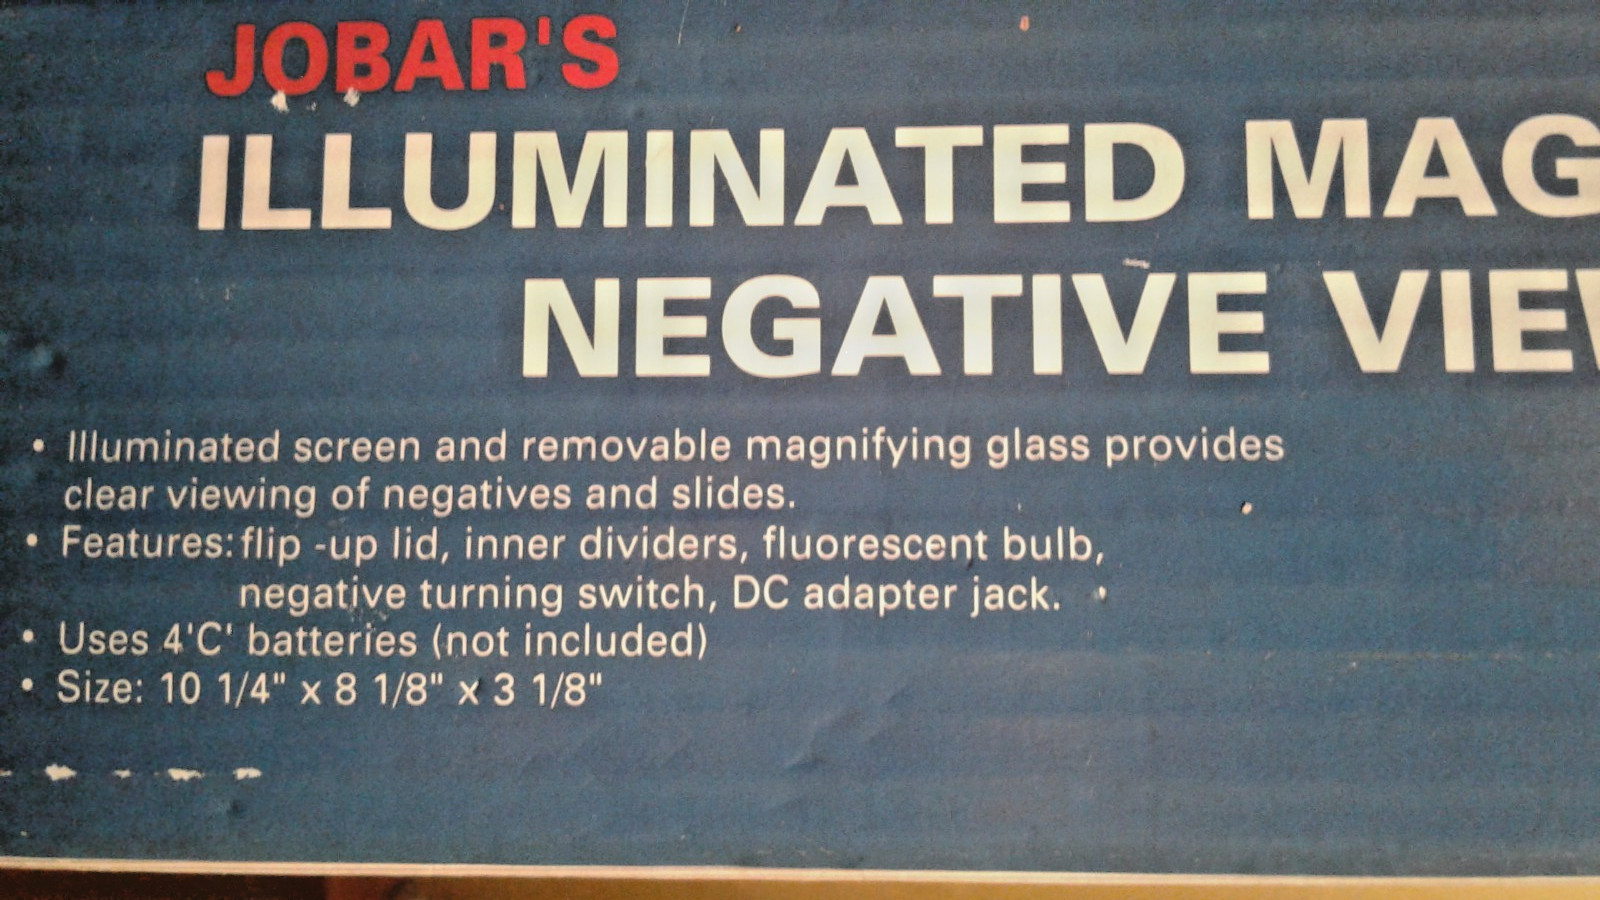 JOBAR'S
ILLUMINATED MAG
NEGATIVE VIE
• Illuminated screen and removable magnifying glass provides
clear viewing of negatives and slides.
• Features: flip -up lid, inner dividers, fluorescent bulb,
negative turning switch, DC adapter jack.
• Uses 4'C' batteries (not included)
• Size: 10 1/4" x 8 1/8" x 3 1/8"